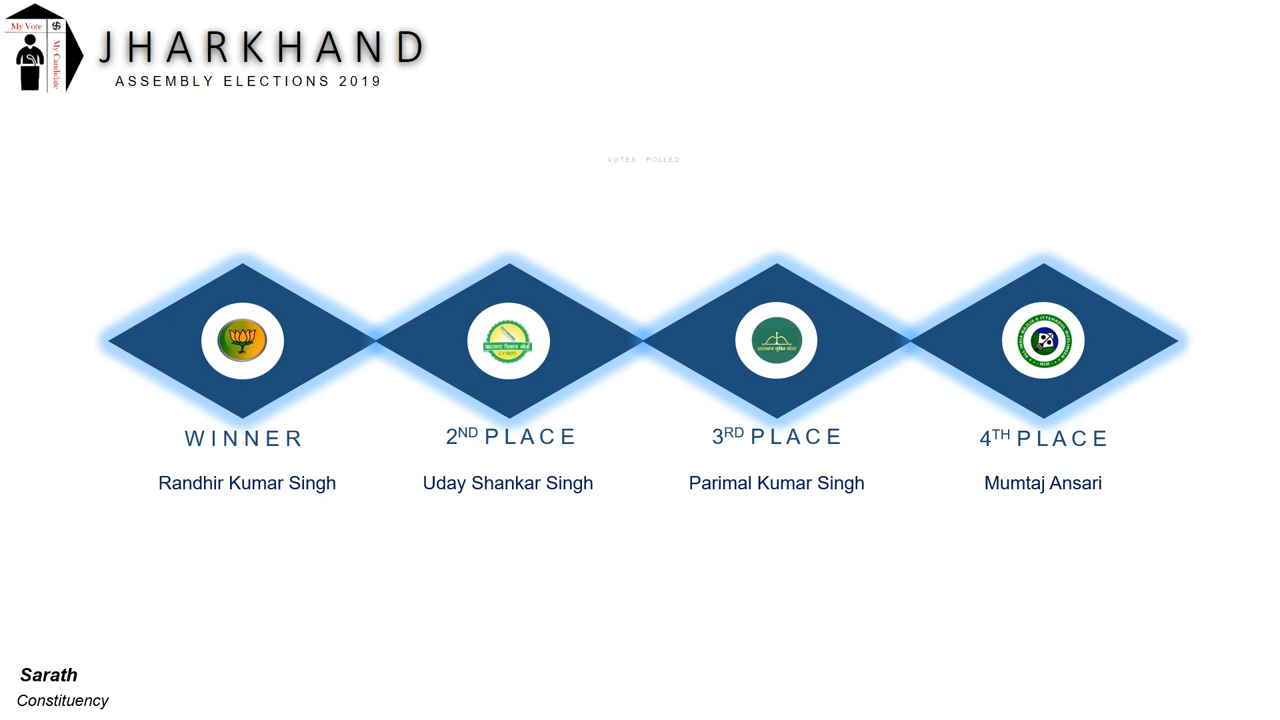 My Vote
My Candidate
JHARKHAND
ASSEMBLY ELECTIONS 2019
VOTES POLLED
WINNER
2ND PLACE
3RD PLACE
4TH PLACE
Randhir Kumar Singh
Uday Shankar Singh
Parimal Kumar Singh
Mumtaj Ansari
Sarath
Constituency